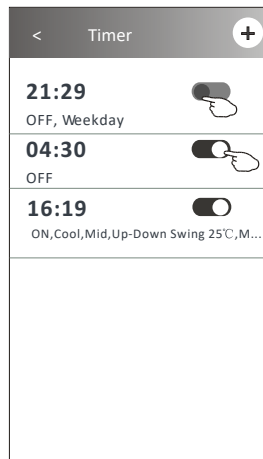 < Timer +
21:29
OFF, Weekday
04:30
OFF
16:19
ON,Cool,Mid,Up-Down Swing 25℃,M...